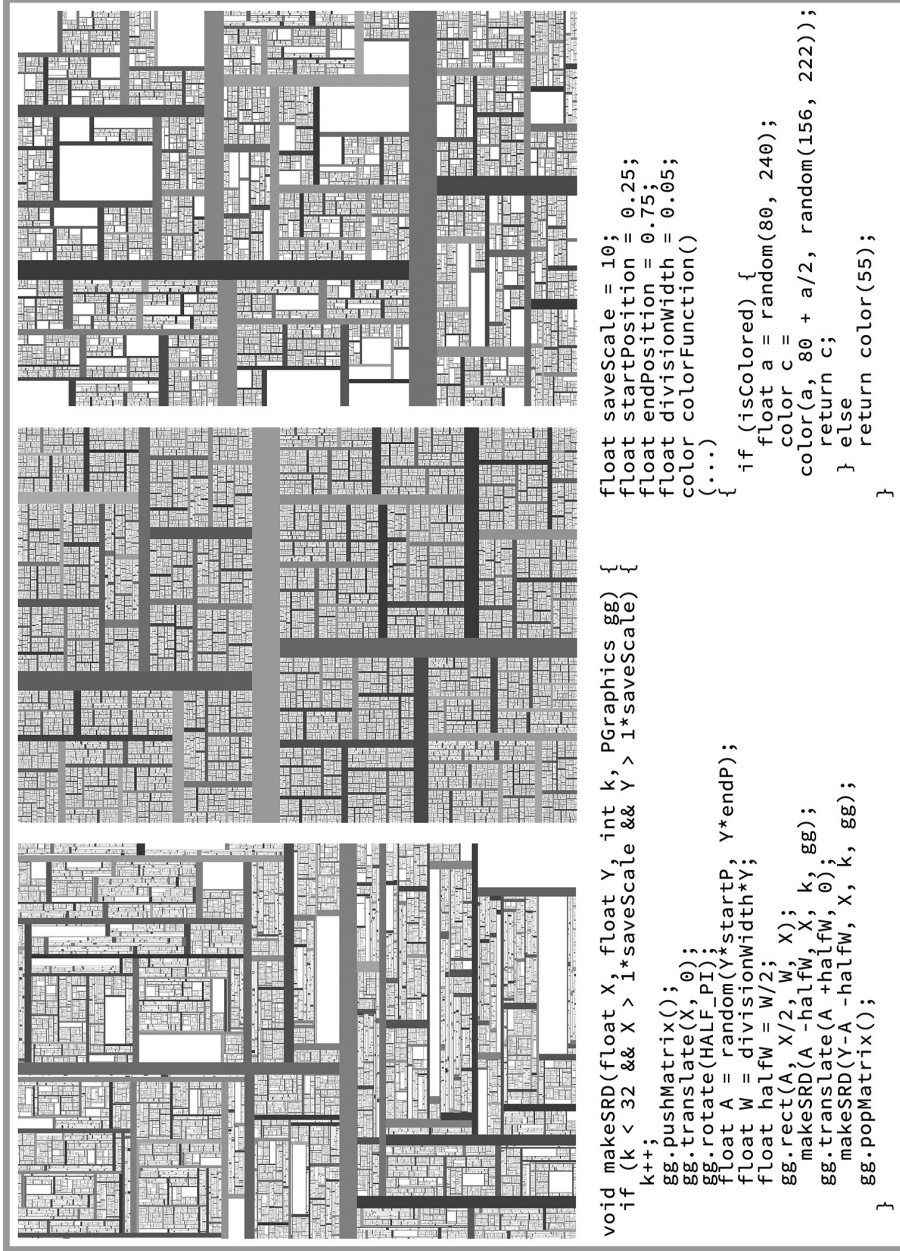 void makeSRD(float X, float Y, int k, PGraphics gg) {
if (k < 32 && X > 1*saveScale && Y > 1*saveScale) {
k++;
gg.pushMatrix();
gg.translate(X, 0);
gg.rotate(HALF_PI);
float A = random(Y*startP, Y*endP);
float W = divisionWidth*Y;
float halfW = W/2;
gg.rect(A, X/2, W, X);
makeSRD(A -halfW, X, k, gg);
gg.translate(A +halfW, 0);
makeSRD(Y-A -halfW, X, k, gg);
gg.popMatrix();
}
float saveScale = 10;
float startPosition = 0.25;
float endPosition = 0.75;
float divisionWidth = 0.05;
color colorFunction()
(...)
{
if (isColored) {
float a = random(80, 240);
color c =
color(a, 80 + a/2, random(156, 222));
return c;
} else
return color(55);
}